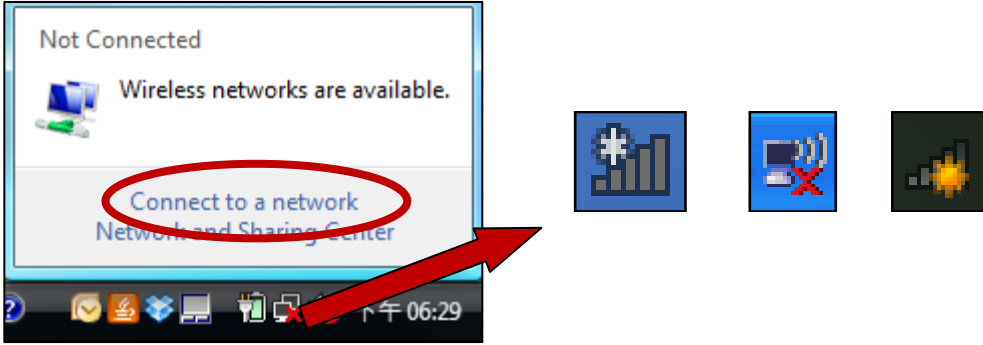 Not Connected
Wireless networks are available.
Connect to a network
Network and Sharing Center
下午 06:29